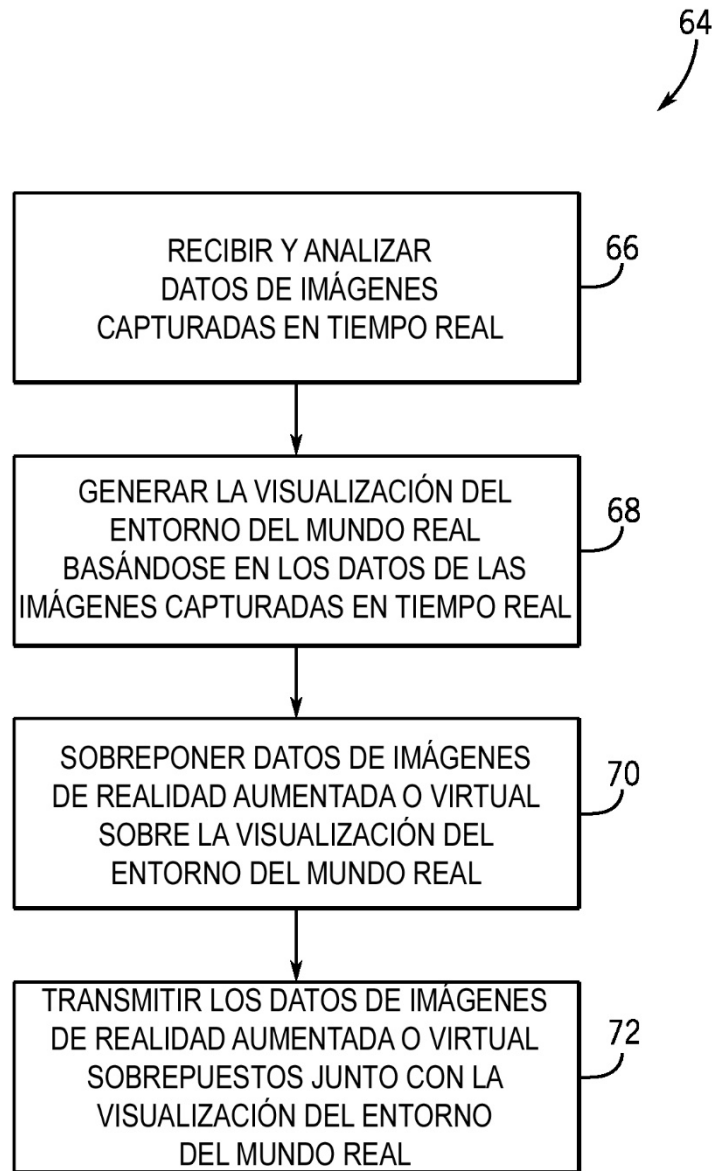 64
RECIBIR Y ANALIZAR
DATOS DE IMÁGENES
CAPTURADAS EN TIEMPO REAL
66
GENERAR LA VISUALIZACIÓN DEL
ENTORNO DEL MUNDO REAL
BASÁNDOSE EN LOS DATOS DE LAS
IMÁGENES CAPTURADAS EN TIEMPO REAL
68
SOBREPONER DATOS DE IMÁGENES
DE REALIDAD AUMENTADA O VIRTUAL
SOBRE LA VISUALIZACIÓN DEL
ENTORNO DEL MUNDO REAL
70
TRANSMITIR LOS DATOS DE IMÁGENES
DE REALIDAD AUMENTADA O VIRTUAL
SOBREPUESTOS JUNTO CON LA
VISUALIZACIÓN DEL ENTORNO
DEL MUNDO REAL
72